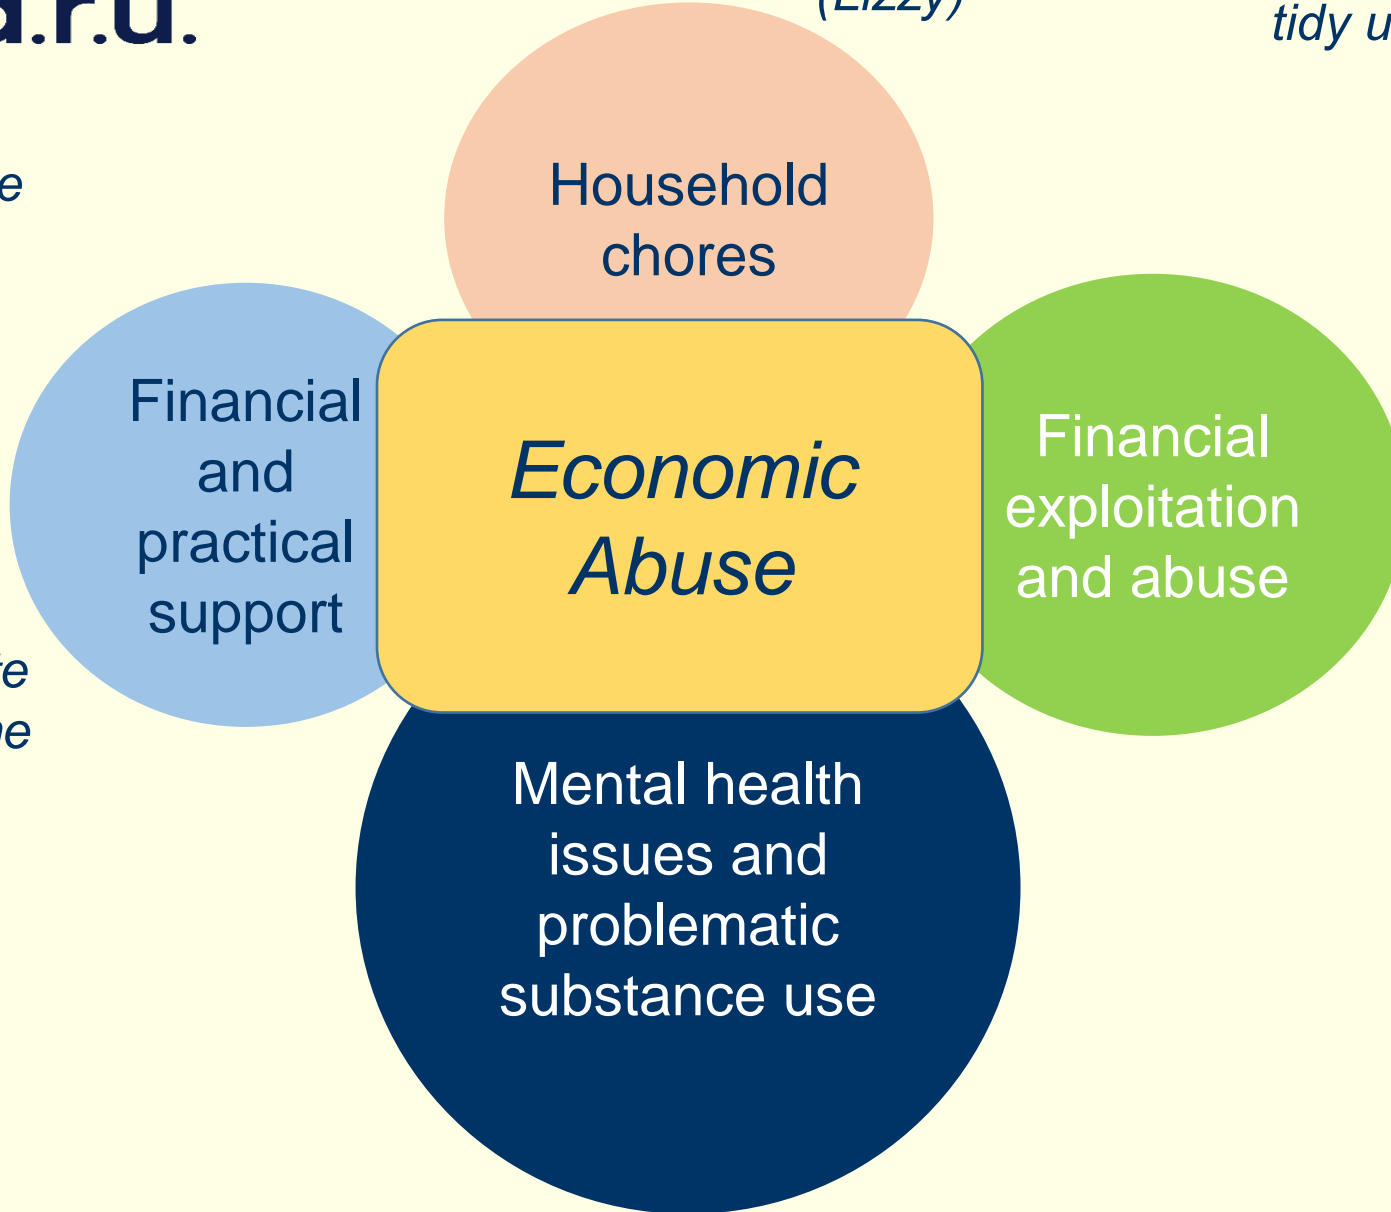 (Lizzy)
Household
chores
Financial
and
practical
support
Economic
Abuse
Financial
exploitation
and abuse
Mental health
issues and
problematic
substance use